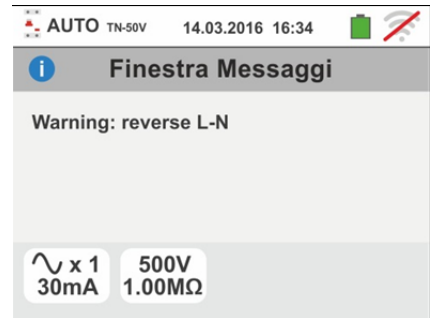 AUTO TN-50V 14.03.2016 16:34
i Finestra Messaggi
Warning: reverse L-N
x 1 500V
30mA 1.00MΩ